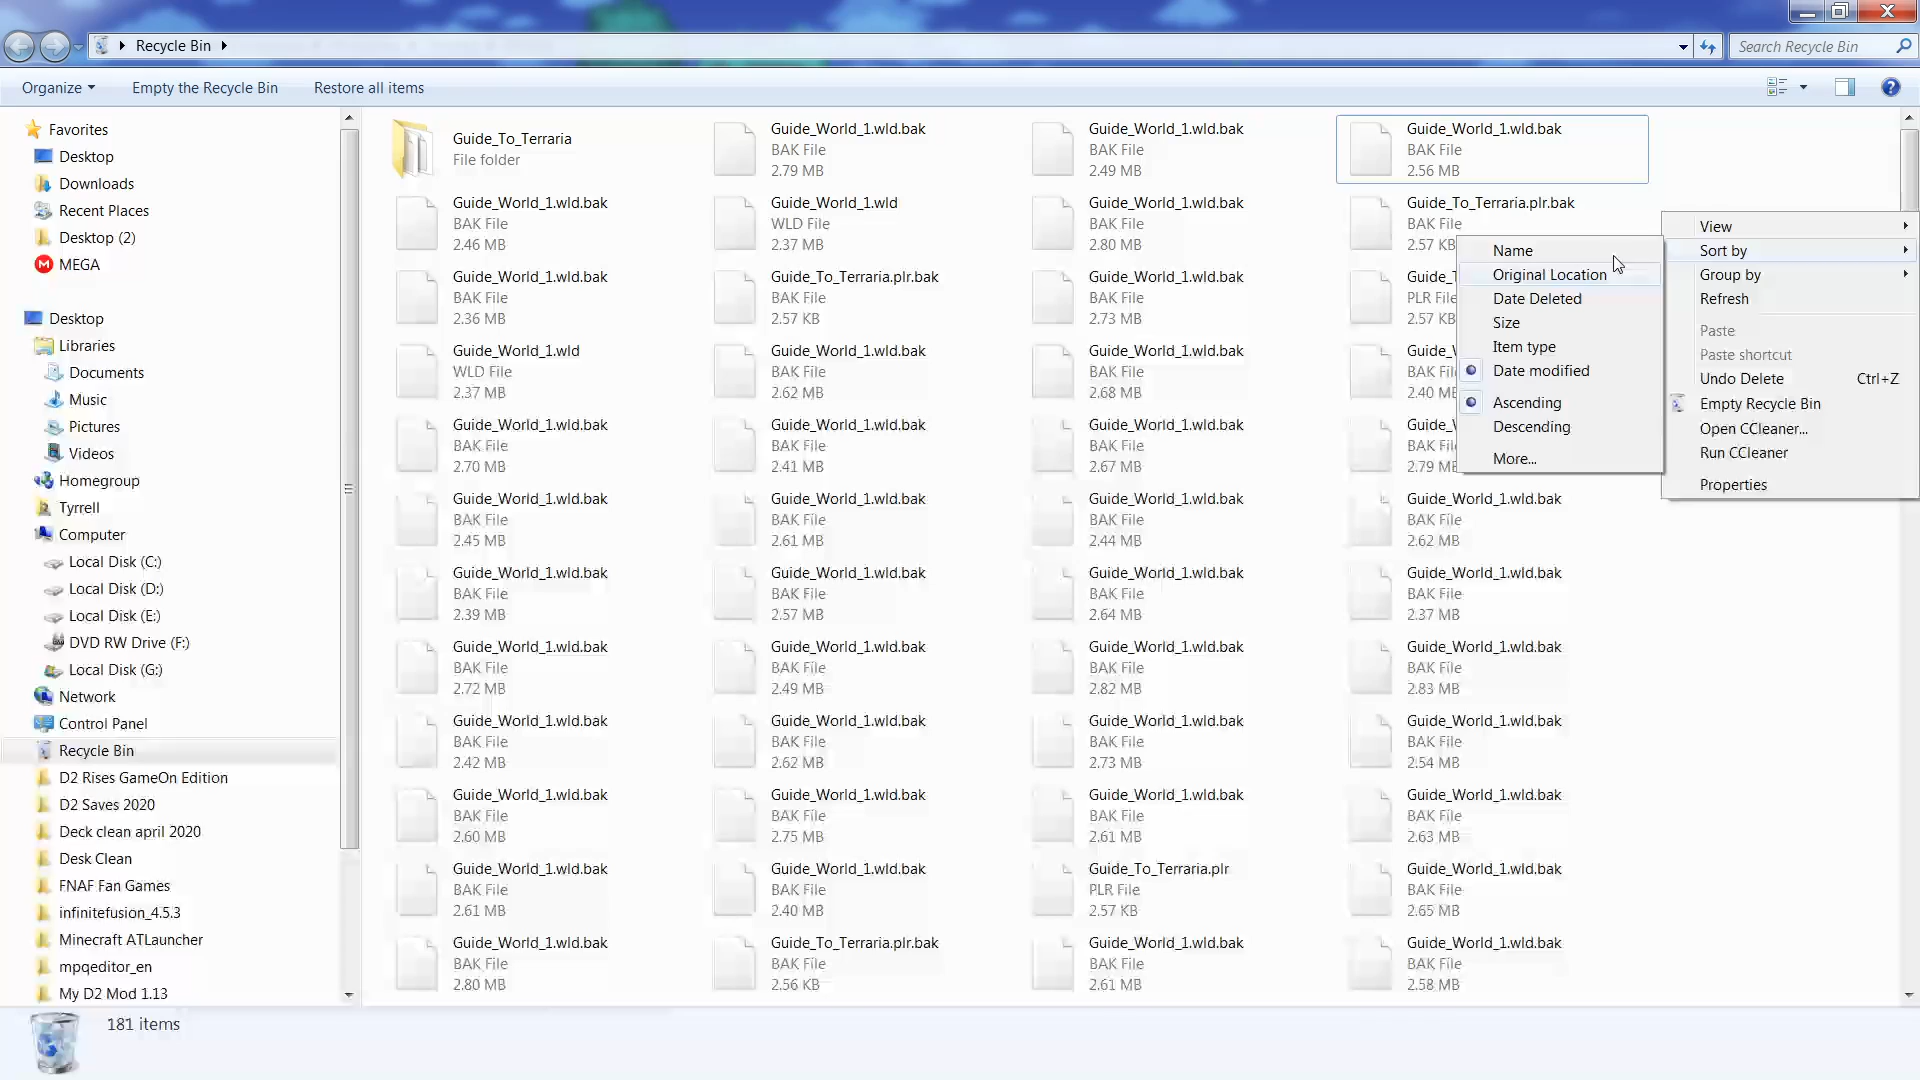 Recycle Bin
Search Recycle Bin
Organize
Empty the Recycle Bin
Restore all items
Favorites
Desktop
Downloads
Recent Places
Desktop (2)
MEGA
Desktop
Libraries
Documents
Music
Pictures
Videos
Homegroup
Tyrrell
Computer
Local Disk (C:)
Local Disk (D:)
Local Disk (E:)
DVD RW Drive (F:)
Local Disk (G:)
Network
Control Panel
Recycle Bin
D2 Rises GameOn Edition
D2 Saves 2020
Deck clean april 2020
Desk Clean
FNAF Fan Games
infinitefusion_4.5.3
Minecraft ATLauncher
mpqeditor_en
My D2 Mod 1.13
Guide_To_Terraria
File folder
Guide_World_1.wld.bak
BAK File
2.79 MB
Guide_World_1.wld.bak
BAK File
2.49 MB
Guide_World_1.wld.bak
BAK File
2.56 MB
Guide_World_1.wld.bak
BAK File
2.46 MB
Guide_World_1.wld
WLD File
2.37 MB
Guide_World_1.wld.bak
BAK File
2.80 MB
Guide_To_Terraria.plr.bak
BAK File
2.57 KB
Guide_World_1.wld.bak
BAK File
2.36 MB
Guide_To_Terraria.plr.bak
BAK File
2.57 KB
Guide_World_1.wld.bak
BAK File
2.73 MB
PLR File
2.57 KB
Guide_World_1.wld
WLD File
2.37 MB
Guide_World_1.wld.bak
BAK File
2.62 MB
Guide_World_1.wld.bak
BAK File
2.68 MB
BAK File
2.40 MB
Guide_World_1.wld.bak
BAK File
2.70 MB
Guide_World_1.wld.bak
BAK File
2.41 MB
Guide_World_1.wld.bak
BAK File
2.67 MB
BAK File
2.79 MB
Guide_World_1.wld.bak
BAK File
2.45 MB
Guide_World_1.wld.bak
BAK File
2.61 MB
Guide_World_1.wld.bak
BAK File
2.44 MB
Guide_World_1.wld.bak
BAK File
2.62 MB
Guide_World_1.wld.bak
BAK File
2.39 MB
Guide_World_1.wld.bak
BAK File
2.57 MB
Guide_World_1.wld.bak
BAK File
2.64 MB
Guide_World_1.wld.bak
BAK File
2.37 MB
Guide_World_1.wld.bak
BAK File
2.72 MB
Guide_World_1.wld.bak
BAK File
2.49 MB
Guide_World_1.wld.bak
BAK File
2.82 MB
Guide_World_1.wld.bak
BAK File
2.83 MB
Guide_World_1.wld.bak
BAK File
2.42 MB
Guide_World_1.wld.bak
BAK File
2.62 MB
Guide_World_1.wld.bak
BAK File
2.73 MB
Guide_World_1.wld.bak
BAK File
2.54 MB
Guide_World_1.wld.bak
BAK File
2.60 MB
Guide_World_1.wld.bak
BAK File
2.75 MB
Guide_World_1.wld.bak
BAK File
2.61 MB
Guide_World_1.wld.bak
BAK File
2.63 MB
Guide_World_1.wld.bak
BAK File
2.61 MB
Guide_World_1.wld.bak
BAK File
2.40 MB
Guide_To_Terraria.plr
PLR File
2.57 KB
Guide_World_1.wld.bak
BAK File
2.65 MB
Guide_World_1.wld.bak
BAK File
2.80 MB
Guide_To_Terraria.plr.bak
BAK File
2.56 KB
Guide_World_1.wld.bak
BAK File
2.61 MB
Guide_World_1.wld.bak
BAK File
2.58 MB
Name
Original Location
Date Deleted
Size
Item type
Date modified
Ascending
Descending
More...
View
Sort by
Group by
Refresh
Paste
Paste shortcut
Undo Delete Ctrl+Z
Empty Recycle Bin
Open CCleaner...
Run CCleaner
Properties
181 items